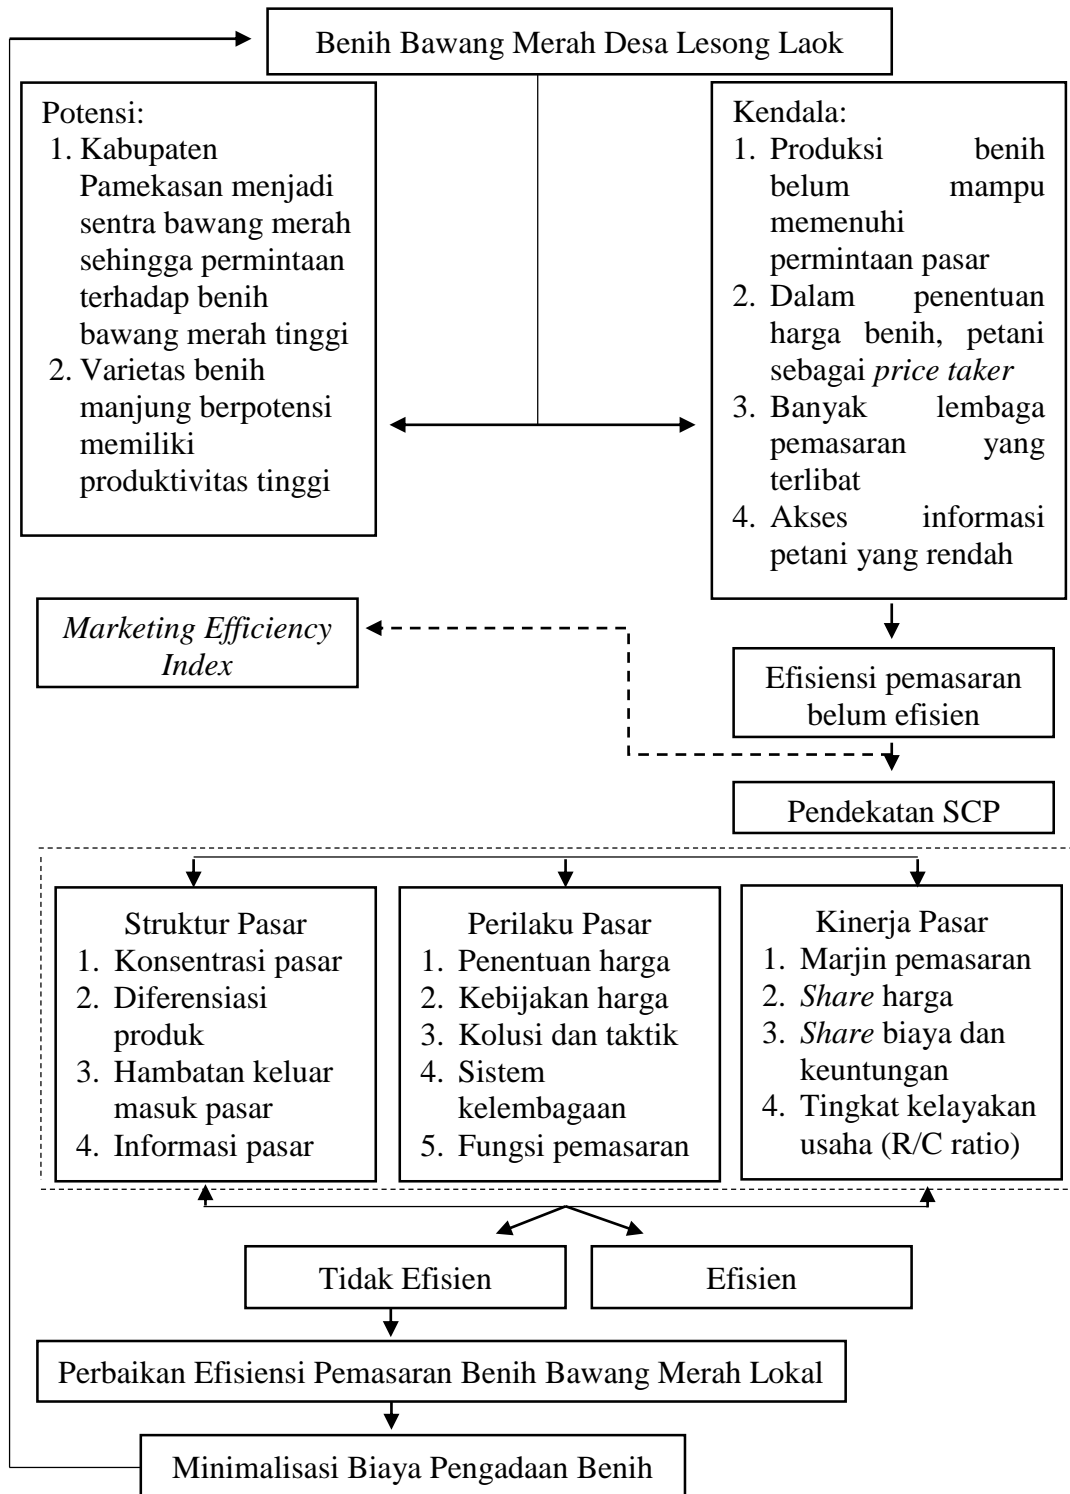 Benih Bawang Merah Desa Lesong Laok
Potensi:
1. Kabupaten
Pamekasan menjadi
sentra bawang merah
sehingga permintaan
terhadap benih
bawang merah tinggi
2. Varietas benih
manjung berpotensi
memiliki
produktivitas tinggi
Kendala:
1. Produksi benih
belum mampu
memenuhi
permintaan pasar
2. Dalam penentuan
harga benih, petani
sebagai price taker
3. Banyak lembaga
pemasaran yang
terlibat
4. Akses informasi
petani yang rendah
Marketing Efficiency
Index
Efisiensi pemasaran
belum efisien
Pendekatan SCP
Struktur Pasar
1. Konsentrasi pasar
2. Diferensiasi
produk
3. Hambatan keluar
masuk pasar
4. Informasi pasar
Perilaku Pasar
1. Penentuan harga
2. Kebijakan harga
3. Kolusi dan taktik
4. Sistem
kelembagaan
5. Fungsi pemasaran
Kinerja Pasar
1. Marjin pemasaran
2. Share harga
3. Share biaya dan
keuntungan
4. Tingkat kelayakan
usaha (R/C ratio)
Tidak Efisien
Efisien
Perbaikan Efisiensi Pemasaran Benih Bawang Merah Lokal
Minimalisasi Biaya Pengadaan Benih